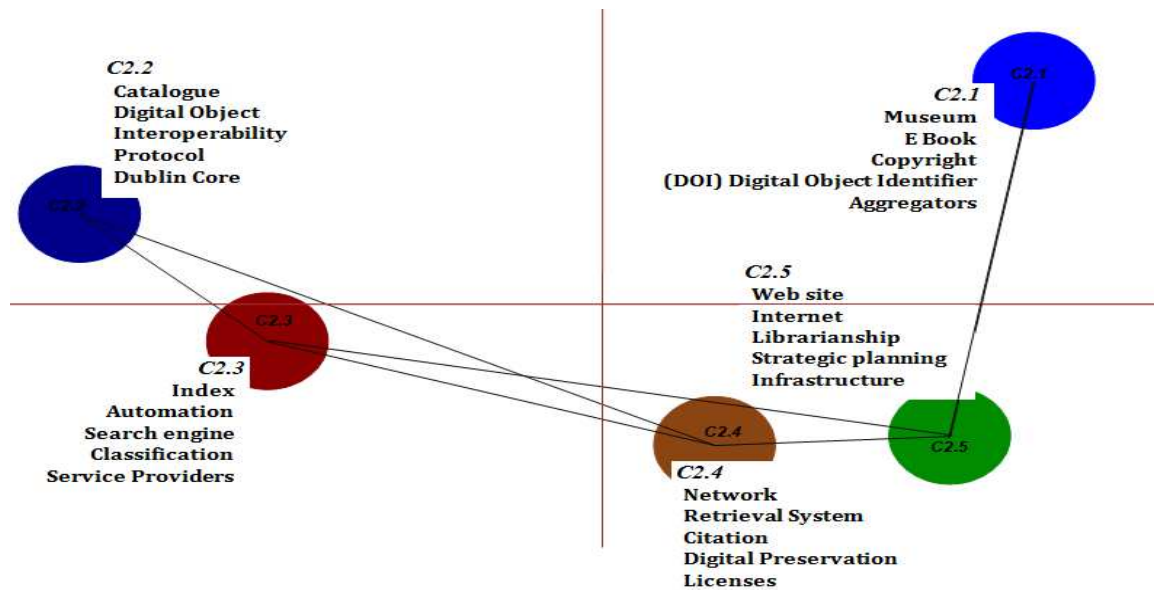 C2.2
Catalogue
Digital Object
Interoperability
Protocol
Dublin Core
C2.2
C2.1
C2.1
Museum
E Book
Copyright
(DOI) Digital Object Identifier
Aggregators
C2.5
Web site
Internet
Librarianship
Strategic planning
Infrastructure
C2.5
C2.3
C2.3
Index
Automation
Search engine
Classification
Service Providers
C2.4
C2.4
Network
Retrieval System
Citation
Digital Preservation
Licenses